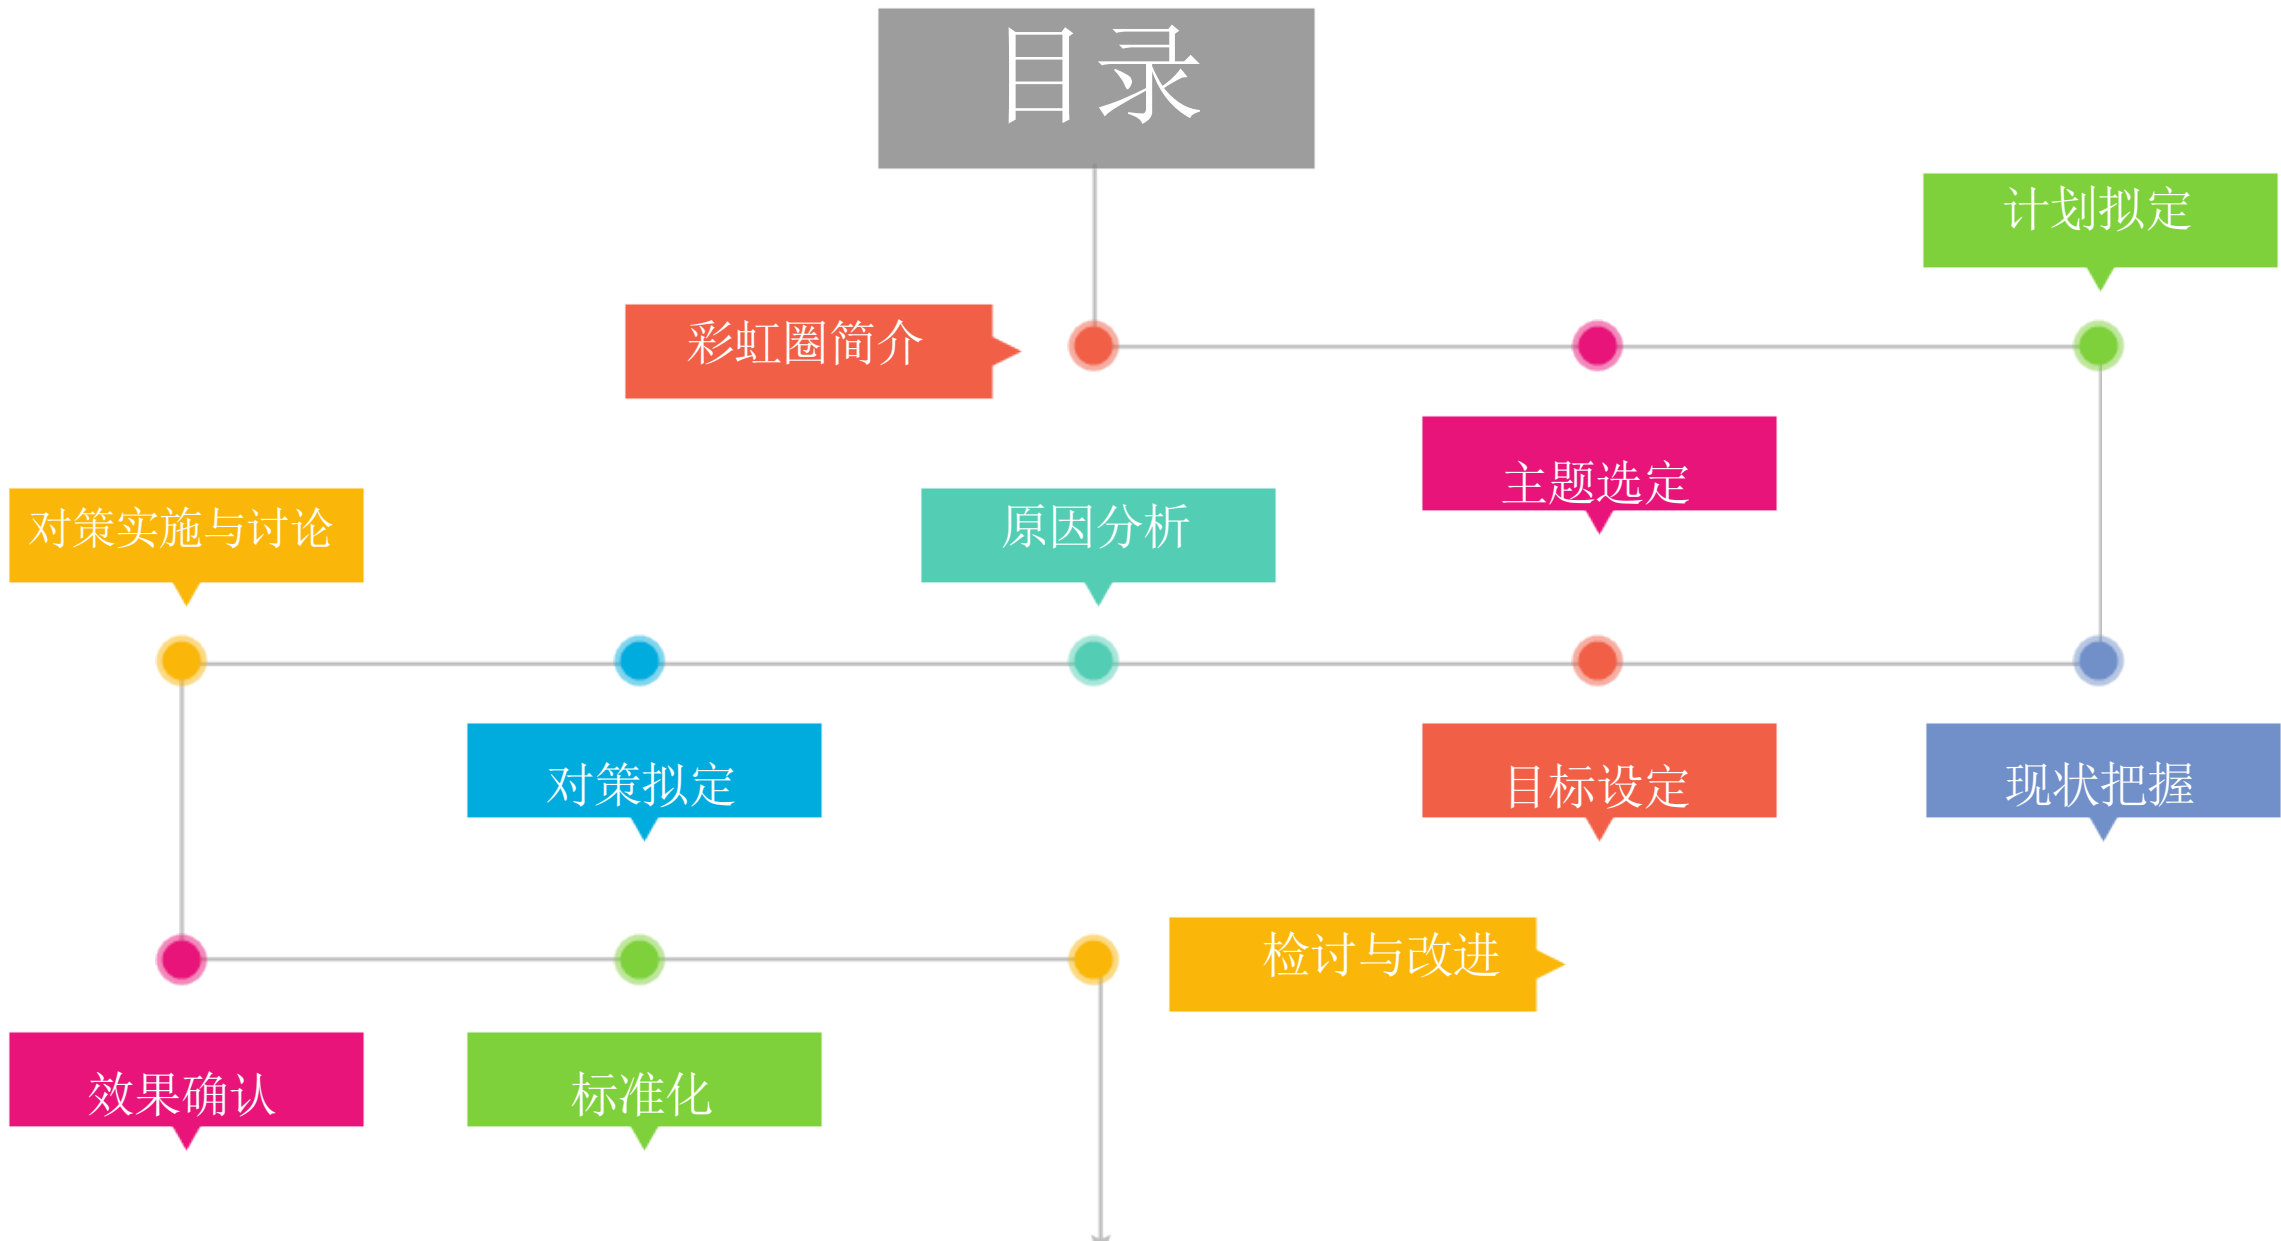 目录
计划拟定
彩虹圈简介
主题选定
对策实施与讨论
原因分析
对策拟定
目标设定
现状把握
检讨与改进
效果确认
标准化